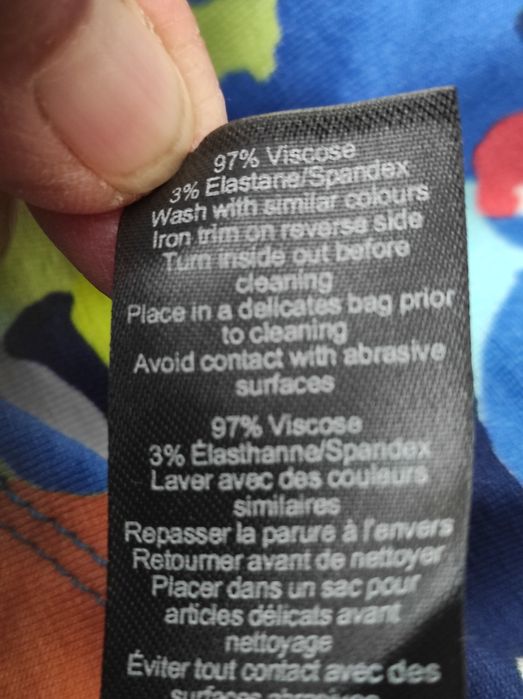 97% Viscose
3% Elastane/Spandex
Wash with similar colours
Iron trim on reverse side
Turn inside out before
cleaning
Place in a delicates bag prior
to cleaning
Avoid contact with abrasive
surfaces
97% Viscose
3% Élasthanne/Spandex
Laver avec des couleurs
similaires
Repasser la parure à l'envers
Retourner avant de nettoyer
Placer dans un sac pour
articles délicats avant
nettoyage
Éviter tout contact avec des
surfaces abrasives